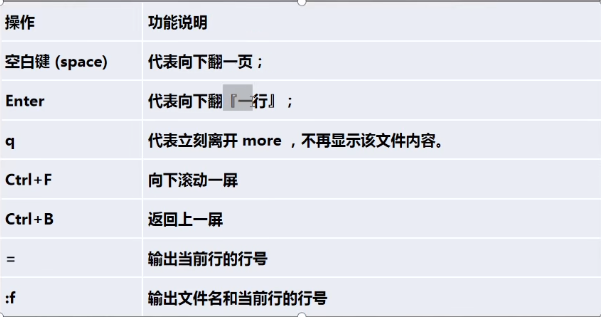 操作 功能说明
空白键 (space) 代表向下翻一页；
Enter 代表向下翻『一行』；
q 代表立刻离开 more ，不再显示该文件内容。
Ctrl+F 向下滚动一屏
Ctrl+B 返回上一屏
= 输出当前行的行号
:f 输出文件名和当前行的行号